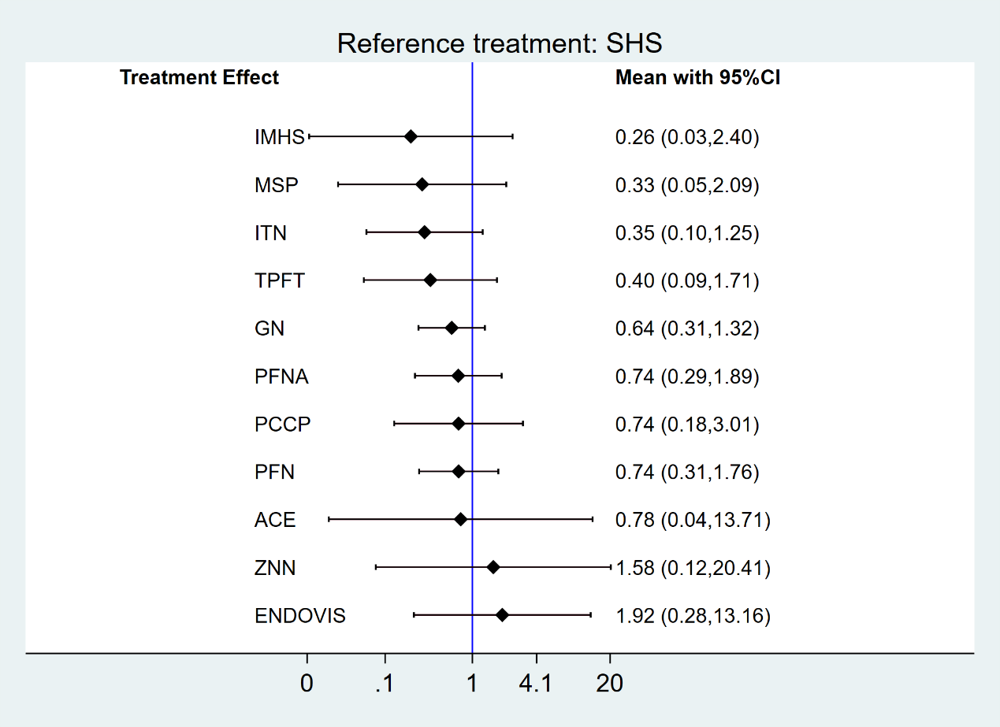 Reference treatment: SHS
Treatment Effect Mean with 95%CI
IMHS 0.26 (0.03,2.40)
MSP 0.33 (0.05,2.09)
ITN 0.35 (0.10,1.25)
TPFT 0.40 (0.09,1.71)
GN 0.64 (0.31,1.32)
PFNA 0.74 (0.29,1.89)
PCCP 0.74 (0.18,3.01)
PFN 0.74 (0.31,1.76)
ACE 0.78 (0.04,13.71)
ZNN 1.58 (0.12,20.41)
ENDOVIS 1.92 (0.28,13.16)
0 .1 1 4.1 20